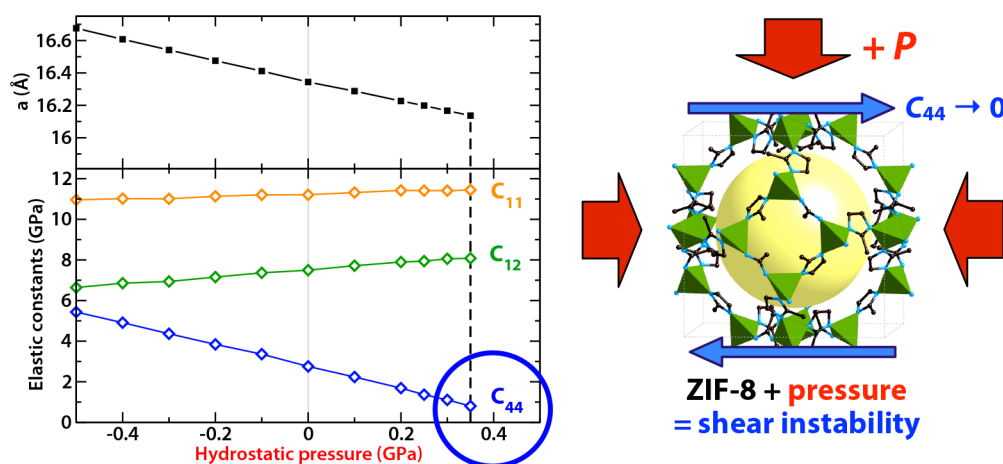 16.6
16.4
16.2
16
a (Å)
12
10
8
6
4
2
0
Elastic constants (GPa)
C11
C12
C44
-0.4
-0.2
0
0.2
0.4
Hydrostatic pressure (GPa)
+ P
C44 → 0
ZIF-8 + pressure
= shear instability